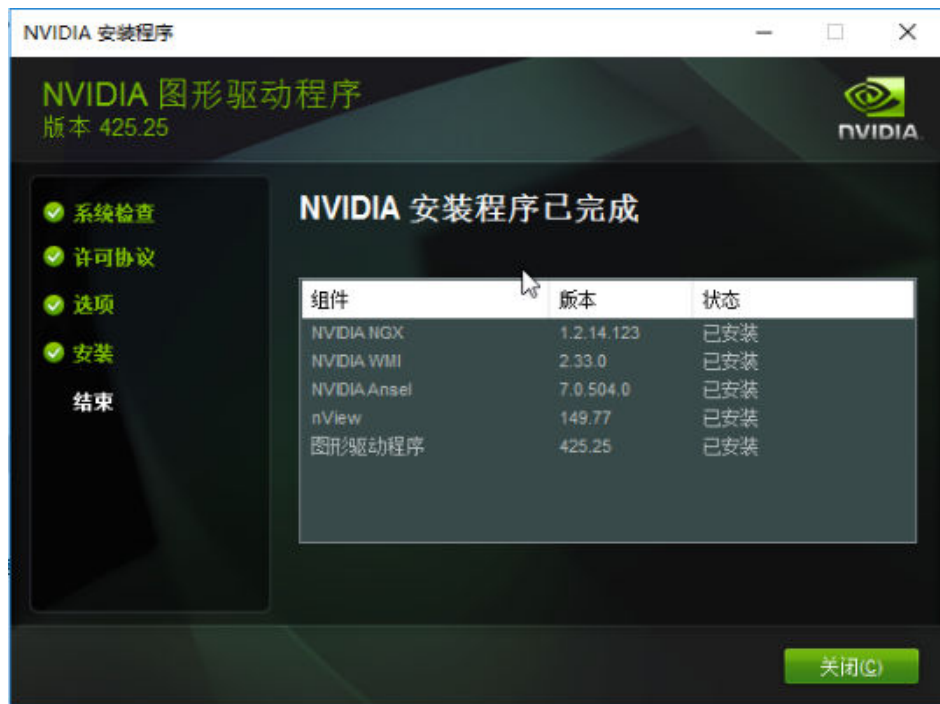 NVIDIA 安装程序
NVIDIA 图形驱动程序
版本 425.25
NVIDIA
系统检查
许可协议
选项
安装
结束
NVIDIA 安装程序已完成
组件 版本 状态
NVIDIA NGX 1.2.14.123 已安装
NVIDIA WMI 2.33.0 已安装
NVIDIA Ansel 7.0.504.0 已安装
nView 149.77 已安装
图形驱动程序 425.25 已安装
关闭(C)